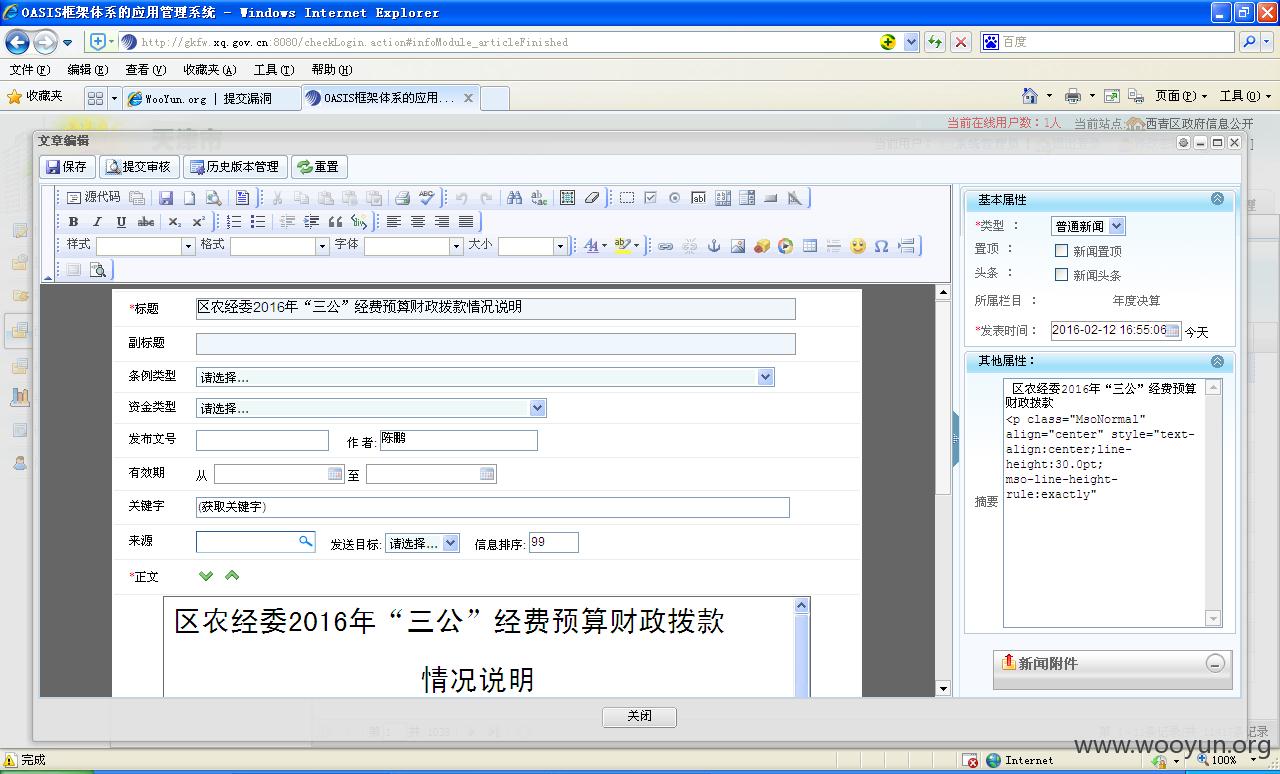 OASIS框架体系的应用管理系统 - Windows Internet Explorer
http://gkfw.xq.gov.cn:8080/checkLogin.action#infoModule_articleFinished
百度
文件(F) 编辑(E) 查看(V) 收藏夹(A) 工具(T) 帮助(H)
收藏夹 WooYun.org | 提交漏洞 OASIS框架体系的应用... 页面(P) 工具(O)
天津市 当前在线用户数：1人 当前站点: 西青区政府信息公开
文章编辑
保存 提交审核 历史版本管理 重置
源代码
样式 格式 字体 大小
*标题 区农经委2016年“三公”经费预算财政拨款情况说明
副标题
条例类型 请选择...
资金类型 请选择...
发布文号 作 者: 陈鹏
有效期 从 至
关键字 (获取关键字)
来源 发送目标: 请选择... 信息排序: 99
*正文
区农经委2016年“三公”经费预算财政拨款
情况说明
基本属性
*类型 ： 普通新闻
置顶 ： 新闻置顶
头条 ： 新闻头条
所属栏目 ： 年度决算
*发表时间： 2016-02-12 16:55:06 今天
其他属性：
摘要
区农经委2016年“三公”经费预算
财政拨款
<p class="MsoNormal"
align="center" style="text-
align:center;line-
height:30.0pt;
mso-line-height-
rule:exactly"
新闻附件
关闭
www.wooyun.org
完成 Internet 100%